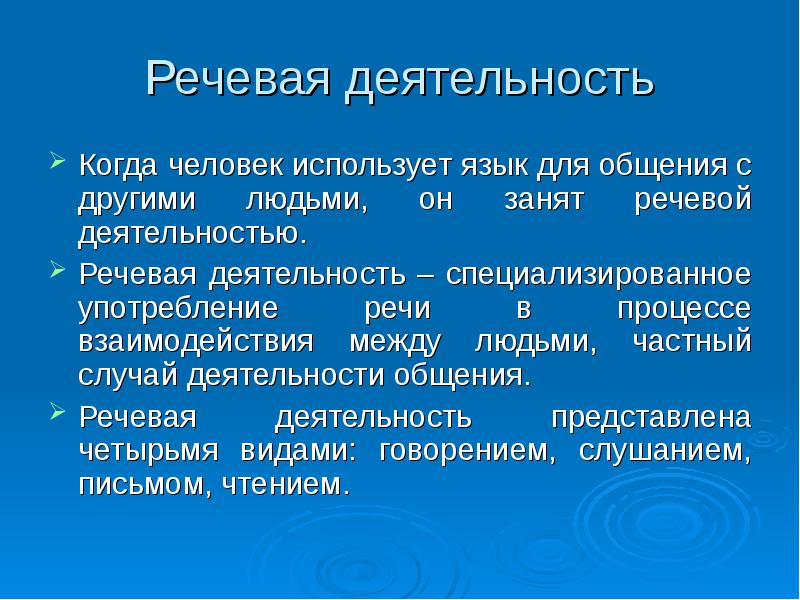 Речевая деятельность
Когда человек использует язык для общения с
другими людьми, он занят речевой
деятельностью.
Речевая деятельность – специализированное
употребление речи в процессе
взаимодействия между людьми, частный
случай деятельности общения.
Речевая деятельность представлена
четырьмя видами: говорением, слушанием,
письмом, чтением.